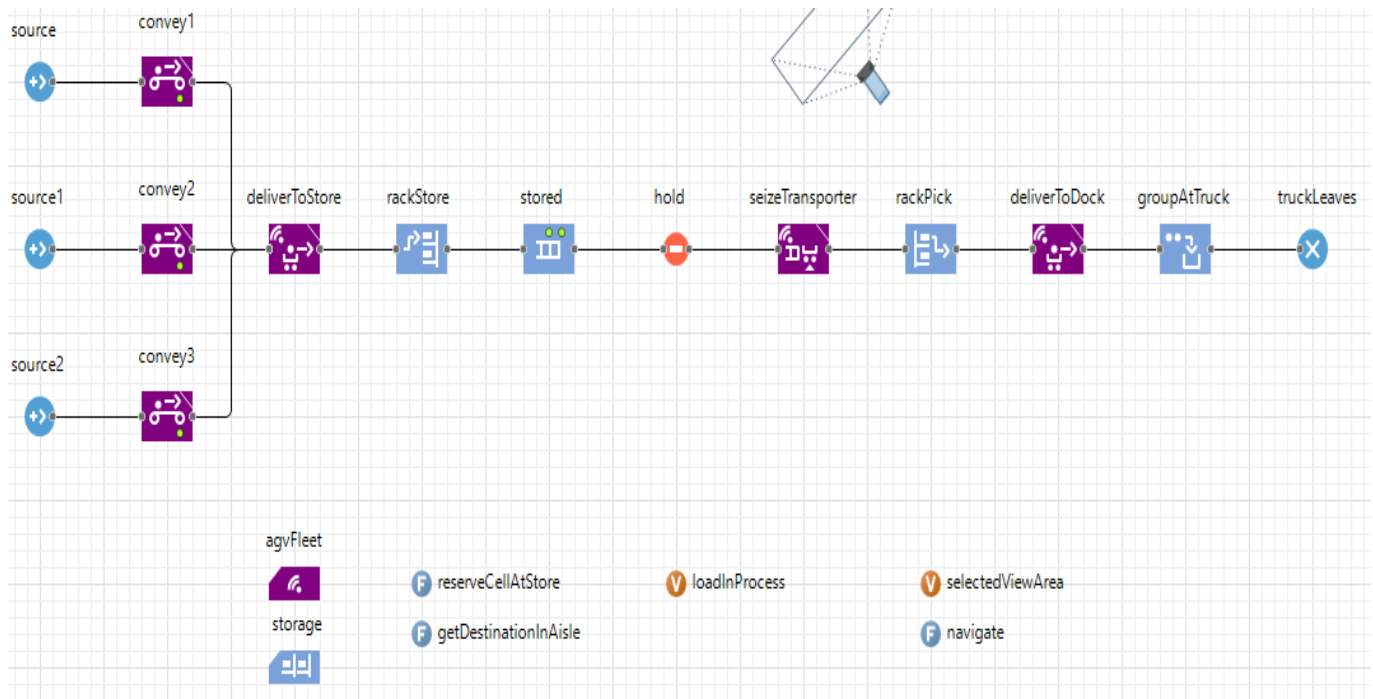 source
convey1
source1
convey2
deliverToStore
rackStore
stored
hold
seizeTransporter
rackPick
deliverToDock
groupAtTruck
truckLeaves
source2
convey3
agvFleet
F reserveCellAtStore
V loadInProcess
V selectedViewArea
storage
F getDestinationInAisle
F navigate